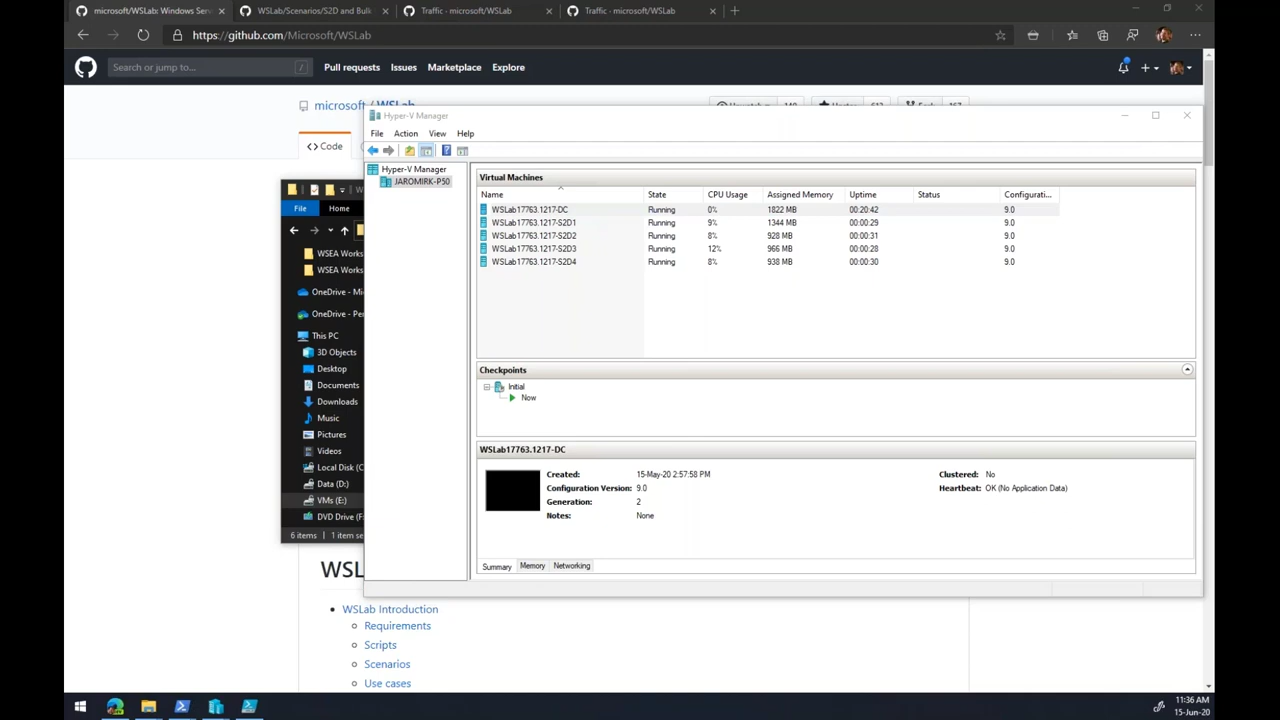 microsoft/WSLab: Windows Serv
WSLab/Scenarios/S2D and Bulk
Traffic · microsoft/WSLab
Traffic · microsoft/WSLab
https://github.com/Microsoft/WSLab
Search or jump to...
/
Pull requests
Issues
Marketplace
Explore
microsoft / WSLab
Code
Hyper-V Manager
File
Action
View
Help
Hyper-V Manager
JAROMIRK-P50
Virtual Machines
Name State CPU Usage Assigned Memory Uptime Status Configurati...
WSLab17763.1217-DC Running 0% 1822 MB 00:20:42 9.0
WSLab17763.1217-S2D1 Running 9% 1344 MB 00:00:29 9.0
WSLab17763.1217-S2D2 Running 8% 928 MB 00:00:31 9.0
WSLab17763.1217-S2D3 Running 12% 966 MB 00:00:28 9.0
WSLab17763.1217-S2D4 Running 8% 938 MB 00:00:30 9.0
Checkpoints
Initial
Now
WSLab17763.1217-DC
Created: 15-May-20 2:57:58 PM
Configuration Version: 9.0
Generation: 2
Notes: None
Clustered: No
Heartbeat: OK (No Application Data)
Summary
Memory
Networking
File
Home
WSEA Works
WSEA Works
OneDrive - Mi
OneDrive - Per
This PC
3D Objects
Desktop
Documents
Downloads
Music
Pictures
Videos
Local Disk (C
Data (D:)
VMs (E:)
DVD Drive (F
6 items
1 item se
WSL
WSLab Introduction
Requirements
Scripts
Scenarios
Use cases
11:36 AM
15-Jun-20